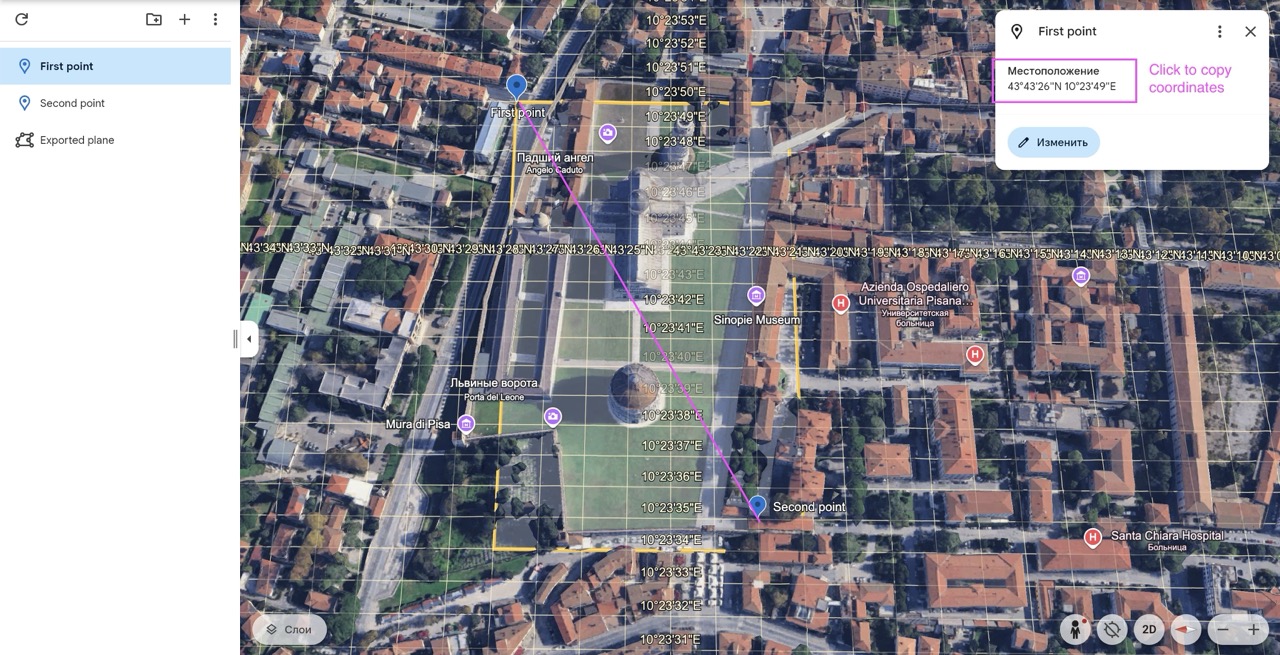 First point
Second point
Exported plane
First point
Местоположение
43°43'26"N 10°23'49"E
Click to copy
coordinates
Изменить
10°23'53"E
10°23'52"E
10°23'51"E
10°23'50"E
10°23'49"E
10°23'48"E
10°23'46"E
10°23'43"E
10°23'42"E
10°23'41"E
10°23'40"E
10°23'39"E
10°23'38"E
10°23'37"E
10°23'36"E
10°23'35"E
10°23'34"E
10°23'33"E
10°23'32"E
10°23'31"E
First point
Падший ангел
Angelo Caduto
Azienda Ospedaliero
Universitaria Pisana...
Университетская
больница
Sinopie Museum
Львиные ворота
Porta del Leone
Mura di Pisa
Second point
Santa Chiara Hospital
Больница
H
H
H
Слои
2D